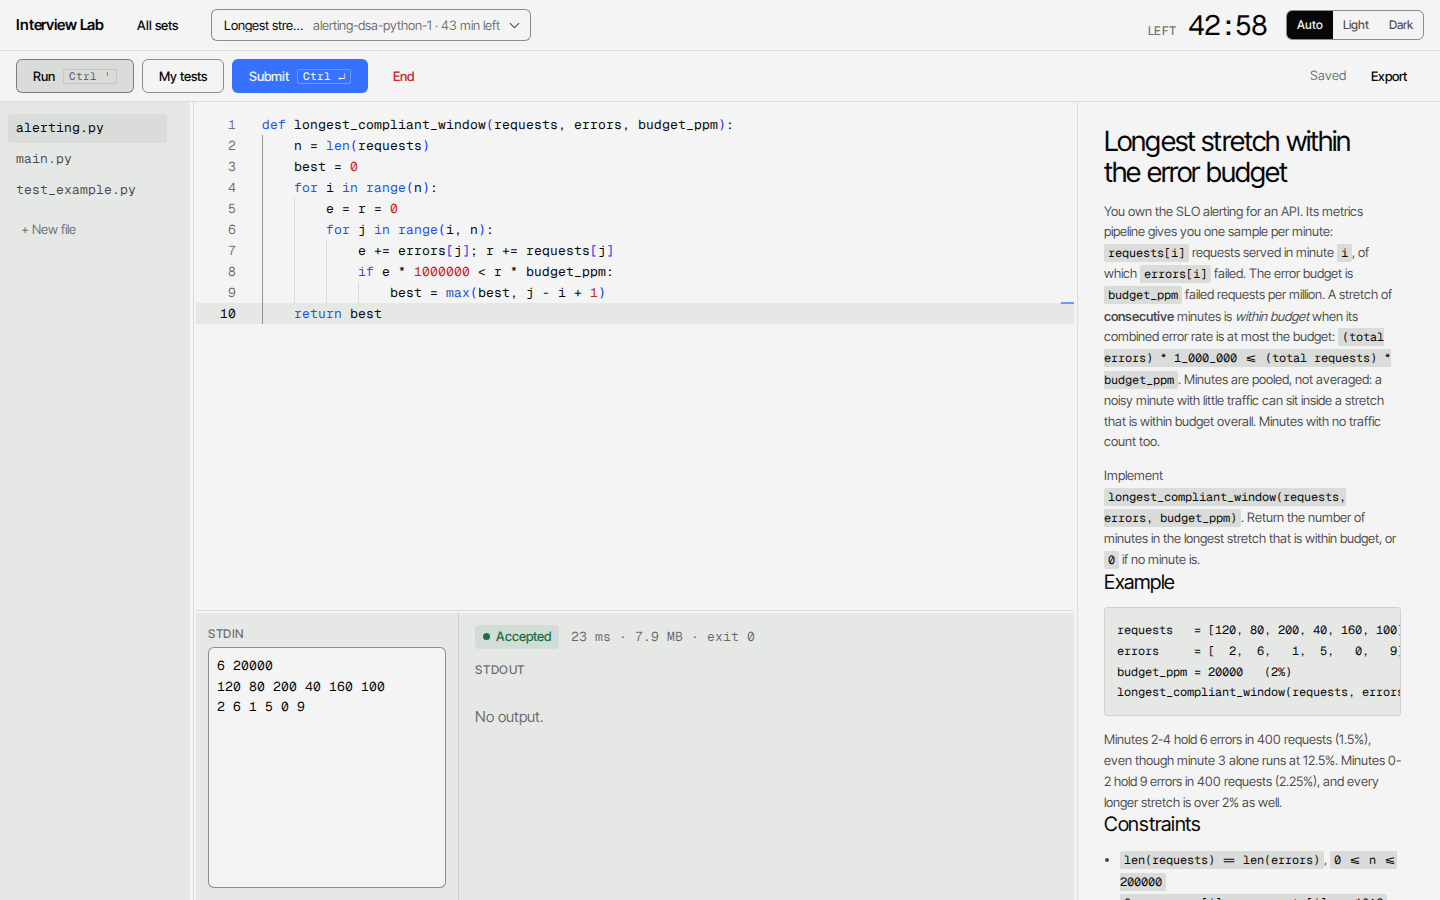 Interview Lab
All sets
Longest stre... alerting-dsa-python-1 · 43 min left
LEFT 42:58
Auto Light Dark
Run Ctrl '
My tests
Submit Ctrl ↵
End
Saved
Export
alerting.py
main.py
test_example.py
+ New file
1 def longest_compliant_window(requests, errors, budget_ppm):
2 n = len(requests)
3 best = 0
4 for i in range(n):
5 e = r = 0
6 for j in range(i, n):
7 e += errors[j]; r += requests[j]
8 if e * 1000000 < r * budget_ppm:
9 best = max(best, j - i + 1)
10 return best
STDIN
6 20000
120 80 200 40 160 100
2 6 1 5 0 9
Accepted 23 ms · 7.9 MB · exit 0
STDOUT
No output.
Longest stretch within
the error budget
You own the SLO alerting for an API. Its metrics
pipeline gives you one sample per minute:
requests[i] requests served in minute i, of
which errors[i] failed. The error budget is
budget_ppm failed requests per million. A stretch of
consecutive minutes is within budget when its
combined error rate is at most the budget: (total
errors) * 1_000_000 ≤ (total requests) *
budget_ppm. Minutes are pooled, not averaged: a
noisy minute with little traffic can sit inside a stretch
that is within budget overall. Minutes with no traffic
count too.
Implement
longest_compliant_window(requests,
errors, budget_ppm). Return the number of
minutes in the longest stretch that is within budget, or
0 if no minute is.
Example
requests = [120, 80, 200, 40, 160, 100]
errors = [ 2, 6, 1, 5, 0, 9]
budget_ppm = 20000 (2%)
longest_compliant_window(requests, errors
Minutes 2-4 hold 6 errors in 400 requests (1.5%),
even though minute 3 alone runs at 12.5%. Minutes 0-
2 hold 9 errors in 400 requests (2.25%), and every
longer stretch is over 2% as well.
Constraints
• len(requests) == len(errors), 0 ≤ n ≤
200000